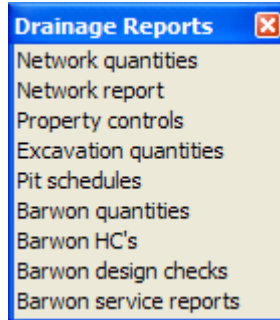 Drainage Reports
Network quantities
Network report
Property controls
Excavation quantities
Pit schedules
Barwon quantities
Barwon HC's
Barwon design checks
Barwon service reports